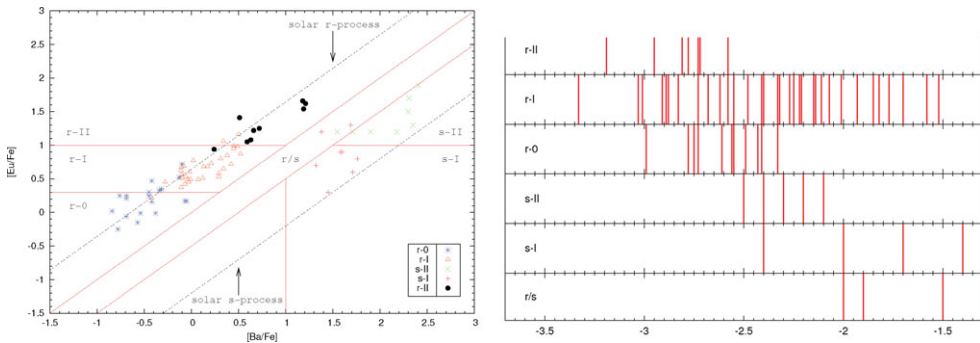 3
2.5
2
1.5
1
0.5
0
-0.5
-1
-1.5
[Eu/Fe]
solar r-process
r-II
r-I
r-0
r/s
s-II
s-I
solar s-process
r-0
r-I
s-II
s-I
r-II
-1.5
-1
-0.5
0
0.5
1
1.5
2
2.5
3
[Ba/Fe]
r-II
r-I
r-0
s-II
s-I
r/s
-3.5
-3
-2.5
-2
-1.5